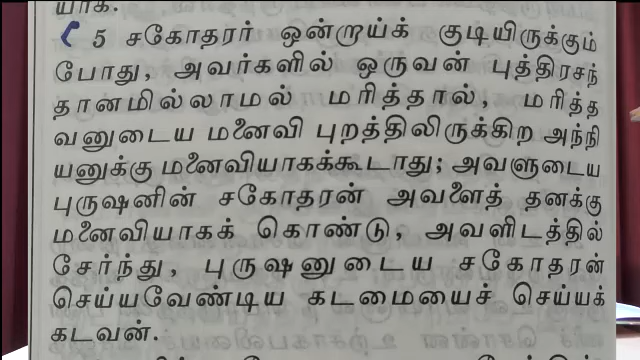 யாக.
5 சகோதரர் ஒன்றாய்க் குடியிருக்கும்
போது, அவர்களில் ஒருவன் புத்திரசந்
தானமில்லாமல் மரித்தால், மரித்த
வனுடைய மனைவி புறத்திலிருக்கிற அந்நி
யனுக்கு மனைவியாகக்கூடாது; அவளுடைய
புருஷனின் சகோதரன் அவளைத் தனக்கு
மனைவியாகக் கொண்டு, அவளிடத்தில்
சேர்ந்து, புருஷனுடைய சகோதரன்
செய்யவேண்டிய கடமையைச் செய்யக்
கடவன்.